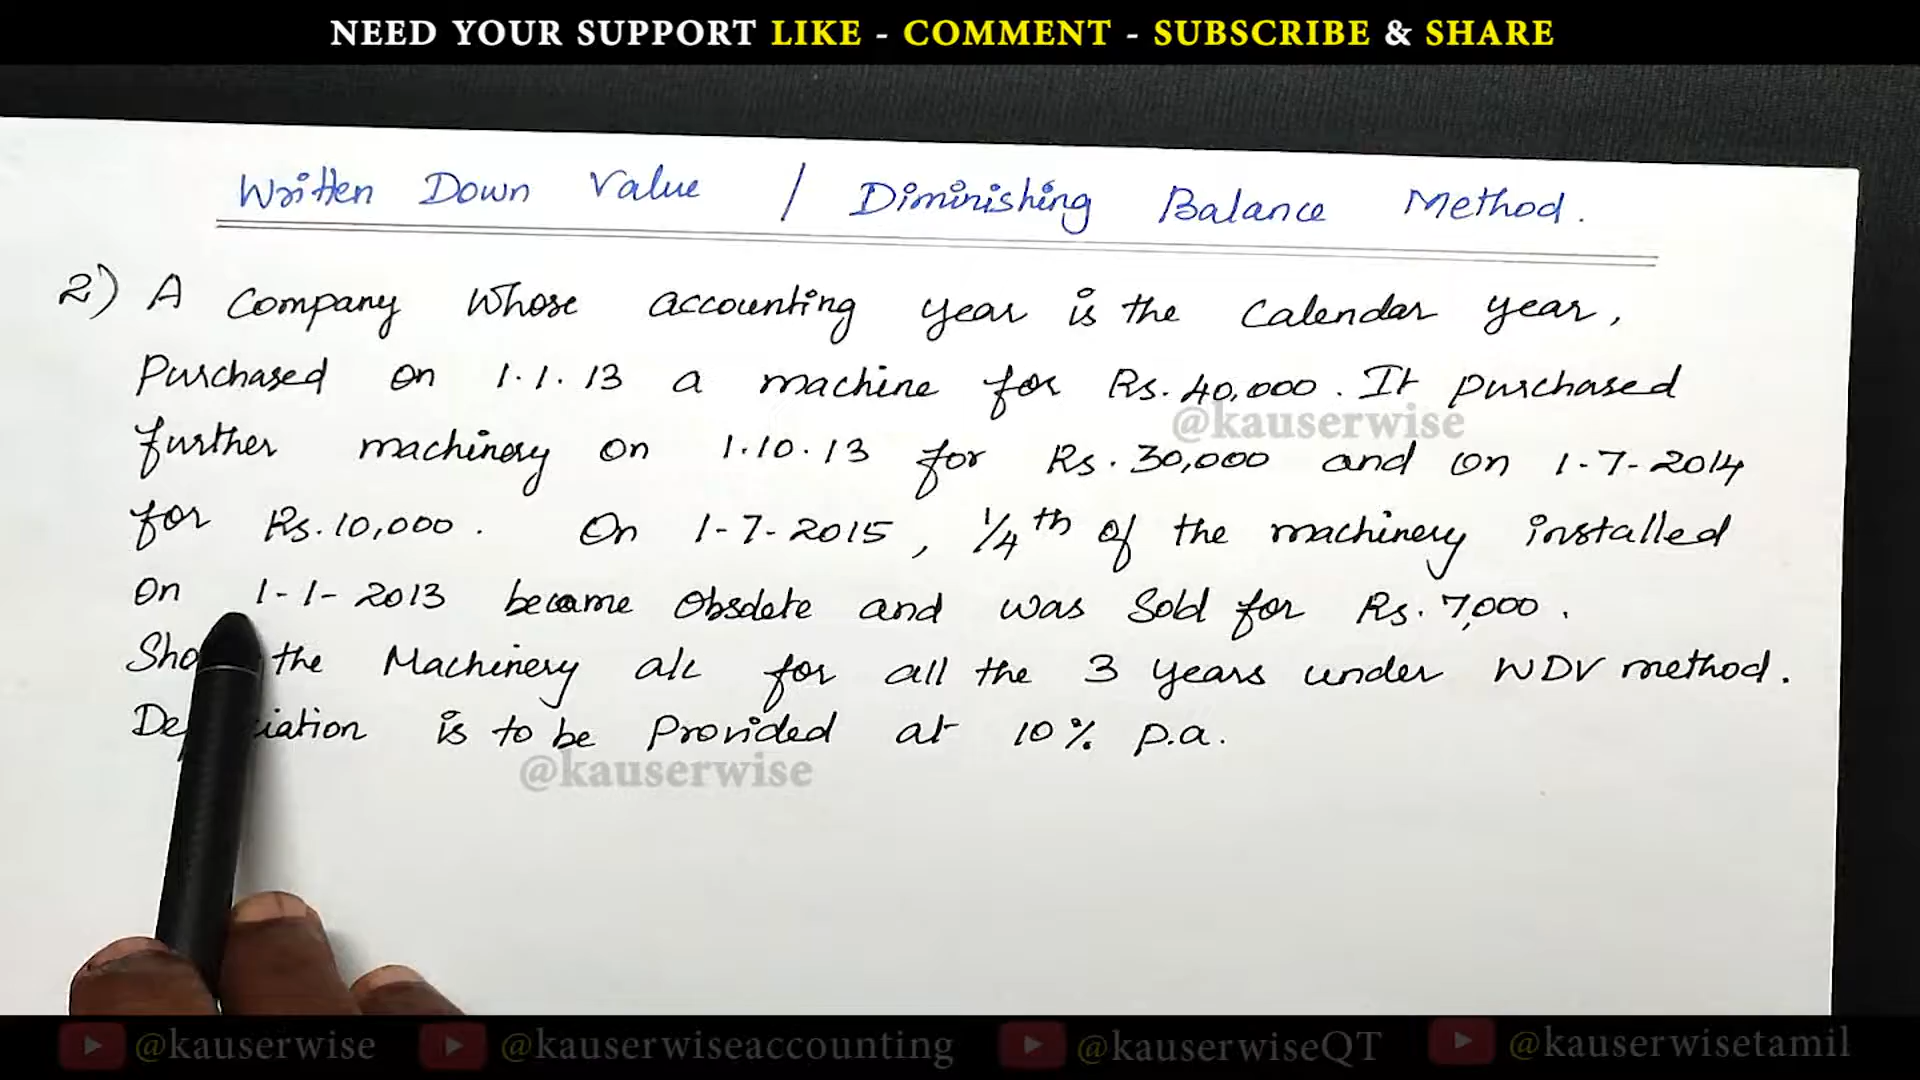 NEED YOUR SUPPORT LIKE - COMMENT - SUBSCRIBE & SHARE
Written Down Value / Diminishing Balance Method.
2) A Company whose accounting year is the Calendar year,
Purchased on 1.1.13 a machine for Rs. 40,000. It purchased
@kauserwise
further machinery on 1.10.13 for Rs. 30,000 and on 1-7-2014
for Rs. 10,000. On 1-7-2015, 1/4th of the machinery installed
on 1-1-2013 became obsolete and was sold for Rs. 7,000.
the Machinery a/c for all the 3 years under WDV method.
is to be Provided at 10% p.a.
@kauserwise
@kauserwise @kauserwiseaccounting @kauserwiseQT @kauserwisetamil